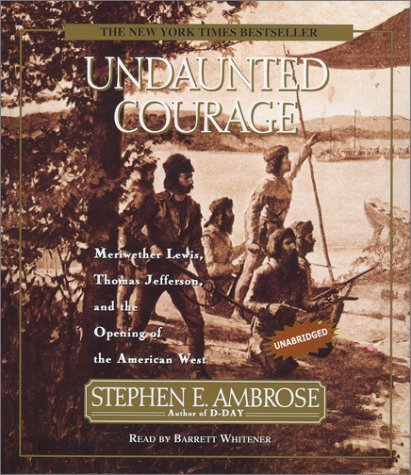 THE NEW YORK TIMES BESTSELLER
UNDAUNTED
COURAGE
Meriwether Lewis,
Thomas Jefferson,
and the
Opening of
the American West
UNABRIDGED
STEPHEN E. AMBROSE
Author of D-DAY
READ BY BARRETT WHITENER